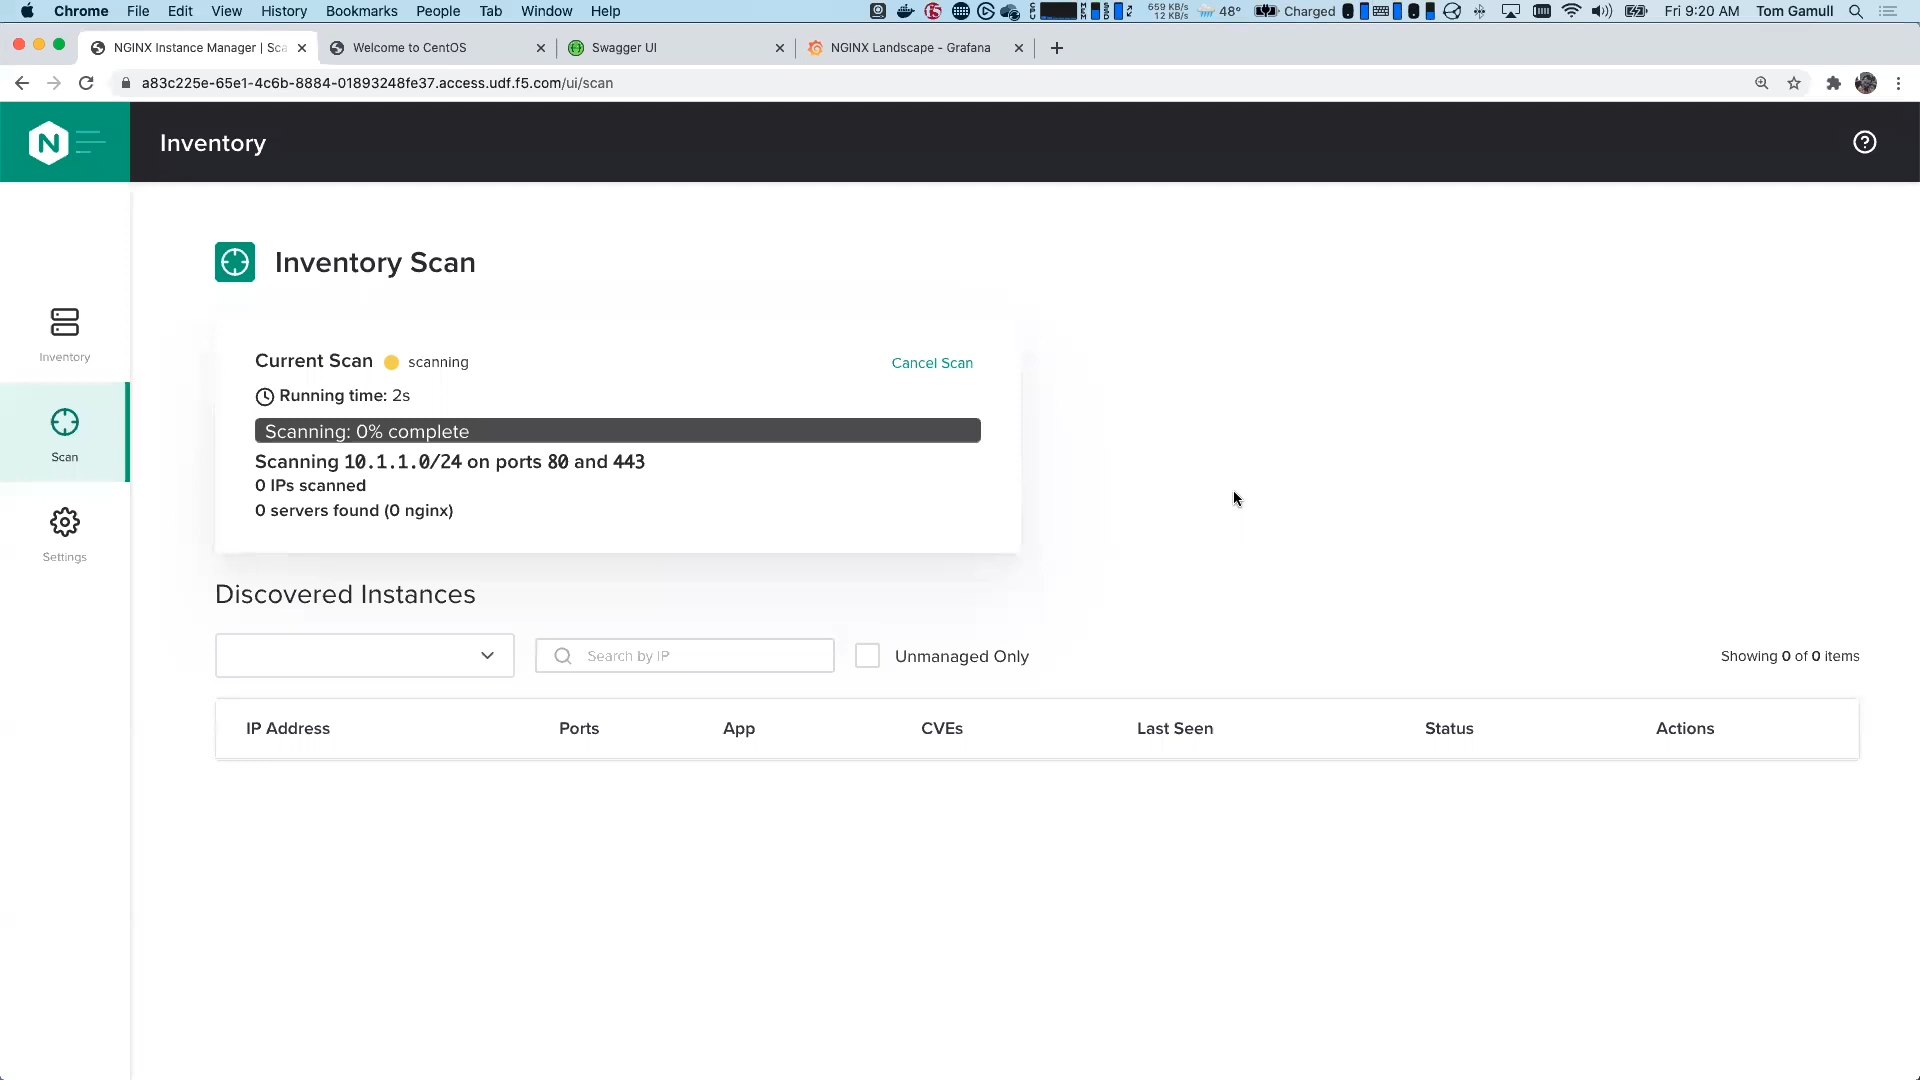 Chrome File Edit View History Bookmarks People Tab Window Help
659 KB/s
12 KB/s
48° Charged Fri 9:20 AM Tom Gamull
NGINX Instance Manager | Sca
Welcome to CentOS
Swagger UI
NGINX Landscape - Grafana
a83c225e-65e1-4c6b-8884-01893248fe37.access.udf.f5.com/ui/scan
N
Inventory
Inventory Scan
Inventory
Scan
Settings
Current Scan scanning
Cancel Scan
Running time: 2s
Scanning: 0% complete
Scanning 10.1.1.0/24 on ports 80 and 443
0 IPs scanned
0 servers found (0 nginx)
Discovered Instances
Search by IP
Unmanaged Only
Showing 0 of 0 items
IP Address Ports App CVEs Last Seen Status Actions